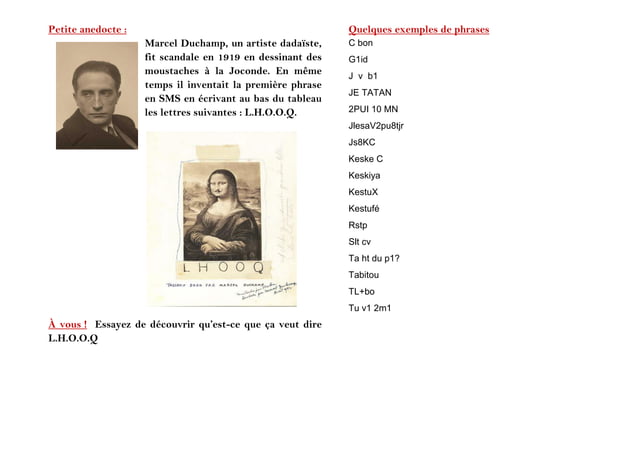 Petite anedocte :
Marcel Duchamp, un artiste dadaïste,
fit scandale en 1919 en dessinant des
moustaches à la Joconde. En même
temps il inventait la première phrase
en SMS en écrivant au bas du tableau
les lettres suivantes : L.H.O.O.Q.
L H O O Q
À vous ! Essayez de découvrir qu’est-ce que ça veut dire
L.H.O.O.Q
Quelques exemples de phrases
C bon
G1id
J v b1
JE TATAN
2PUI 10 MN
JlesaV2pu8tjr
Js8KC
Keske C
Keskiya
KestuX
Kestufé
Rstp
Slt cv
Ta ht du p1?
Tabitou
TL+bo
Tu v1 2m1